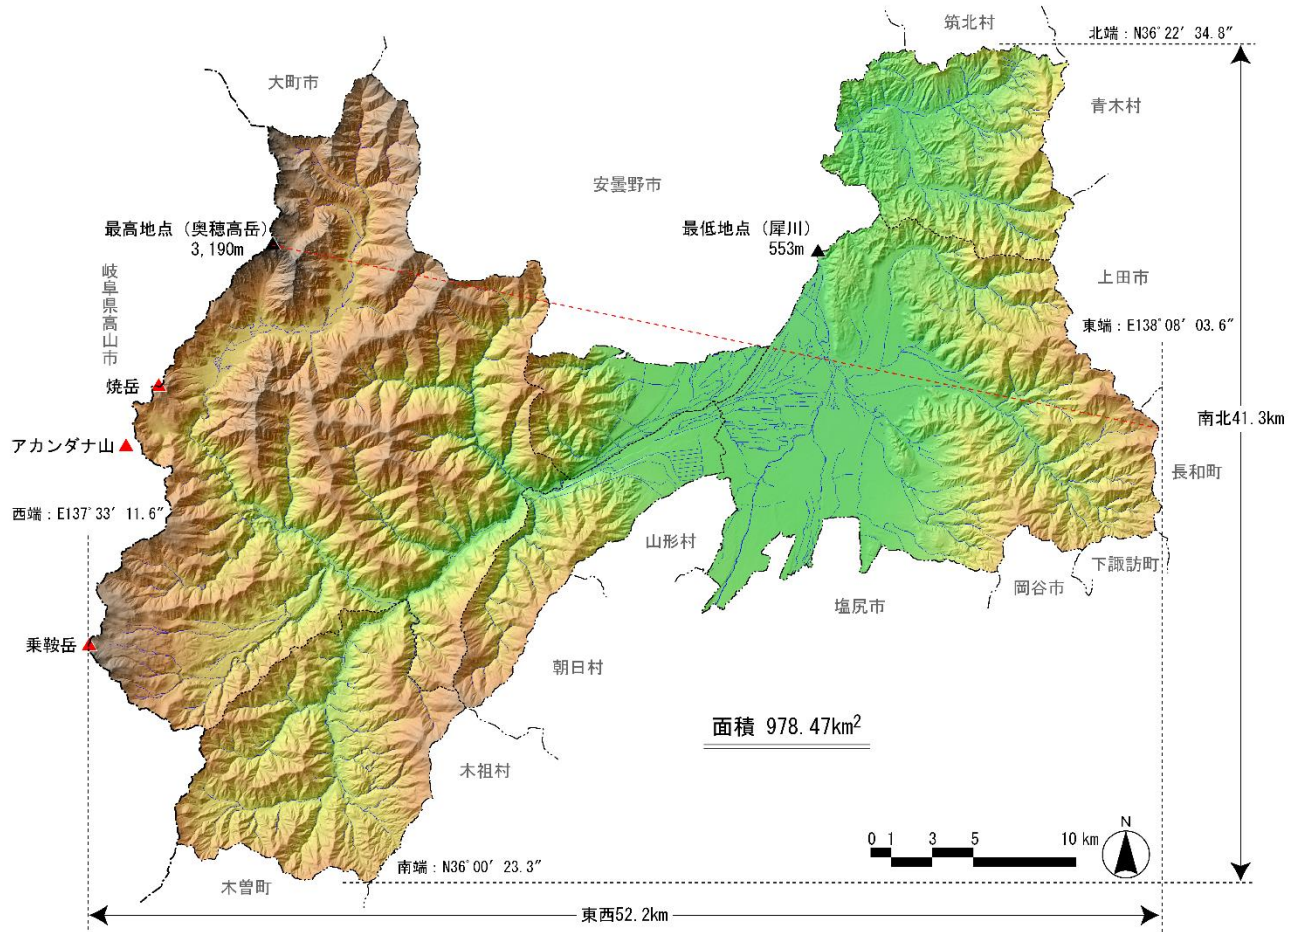 筑北村
北端：N36°22′34.8″
大町市
青木村
安曇野市
最高地点（奥穂高岳）
3,190m
最低地点（犀川）
553m
岐阜県高山市
上田市
東端：E138°08′03.6″
焼岳
南北41.3km
アカンダナ山
長和町
西端：E137°33′11.6″
山形村
下諏訪町
岡谷市
塩尻市
乗鞍岳
朝日村
面積 978.47km²
木祖村
N
0 1 3 5 10 km
南端：N36°00′23.3″
木曽町
東西52.2km